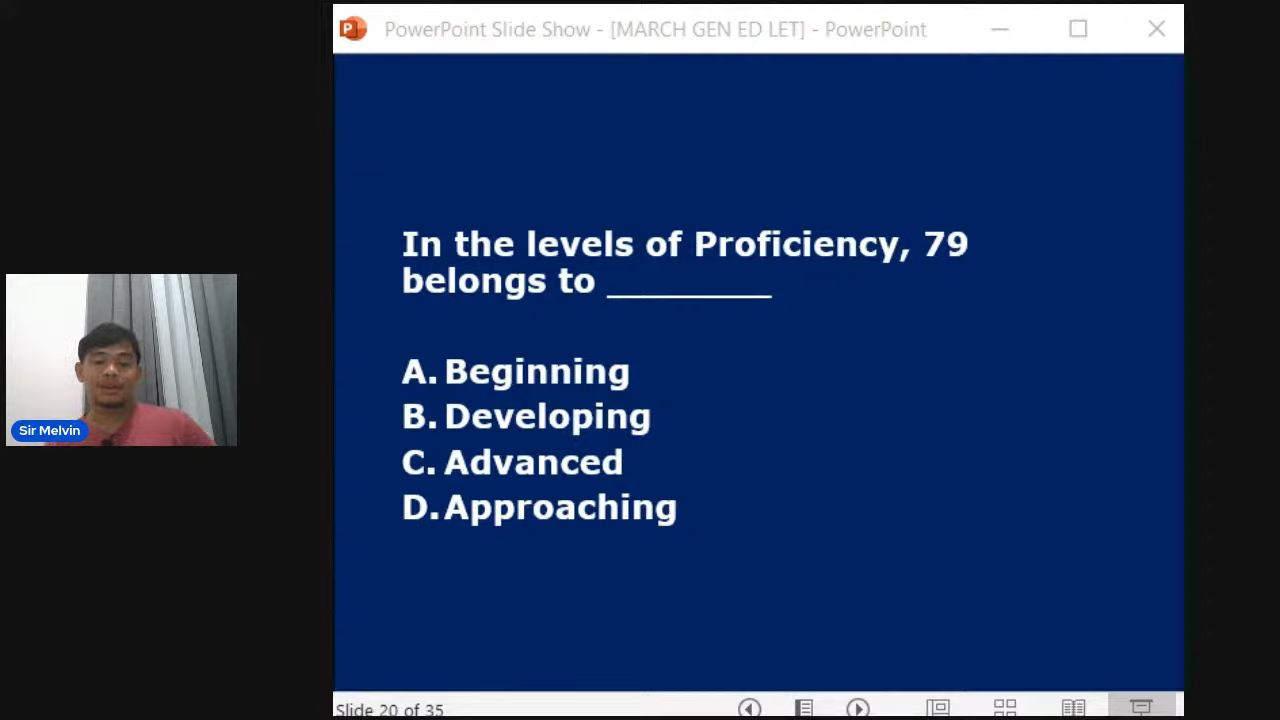 PowerPoint Slide Show - [MARCH GEN ED LET] - PowerPoint
In the levels of Proficiency, 79
belongs to ________
A. Beginning
B. Developing
C. Advanced
D. Approaching
Sir Melvin
Slide 20 of 35